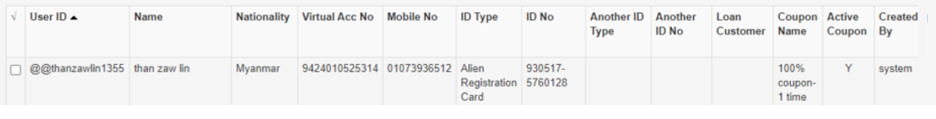 √ User ID ▲ Name Nationality Virtual Acc No Mobile No ID Type ID No Another ID Type Another ID No Loan Customer Coupon Name Active Coupon Created By
@@thanzawlin1355 than zaw lin Myanmar 9424010525314 01073936512 Alien Registration Card 930517-5760128 100% coupon-1 time Y system